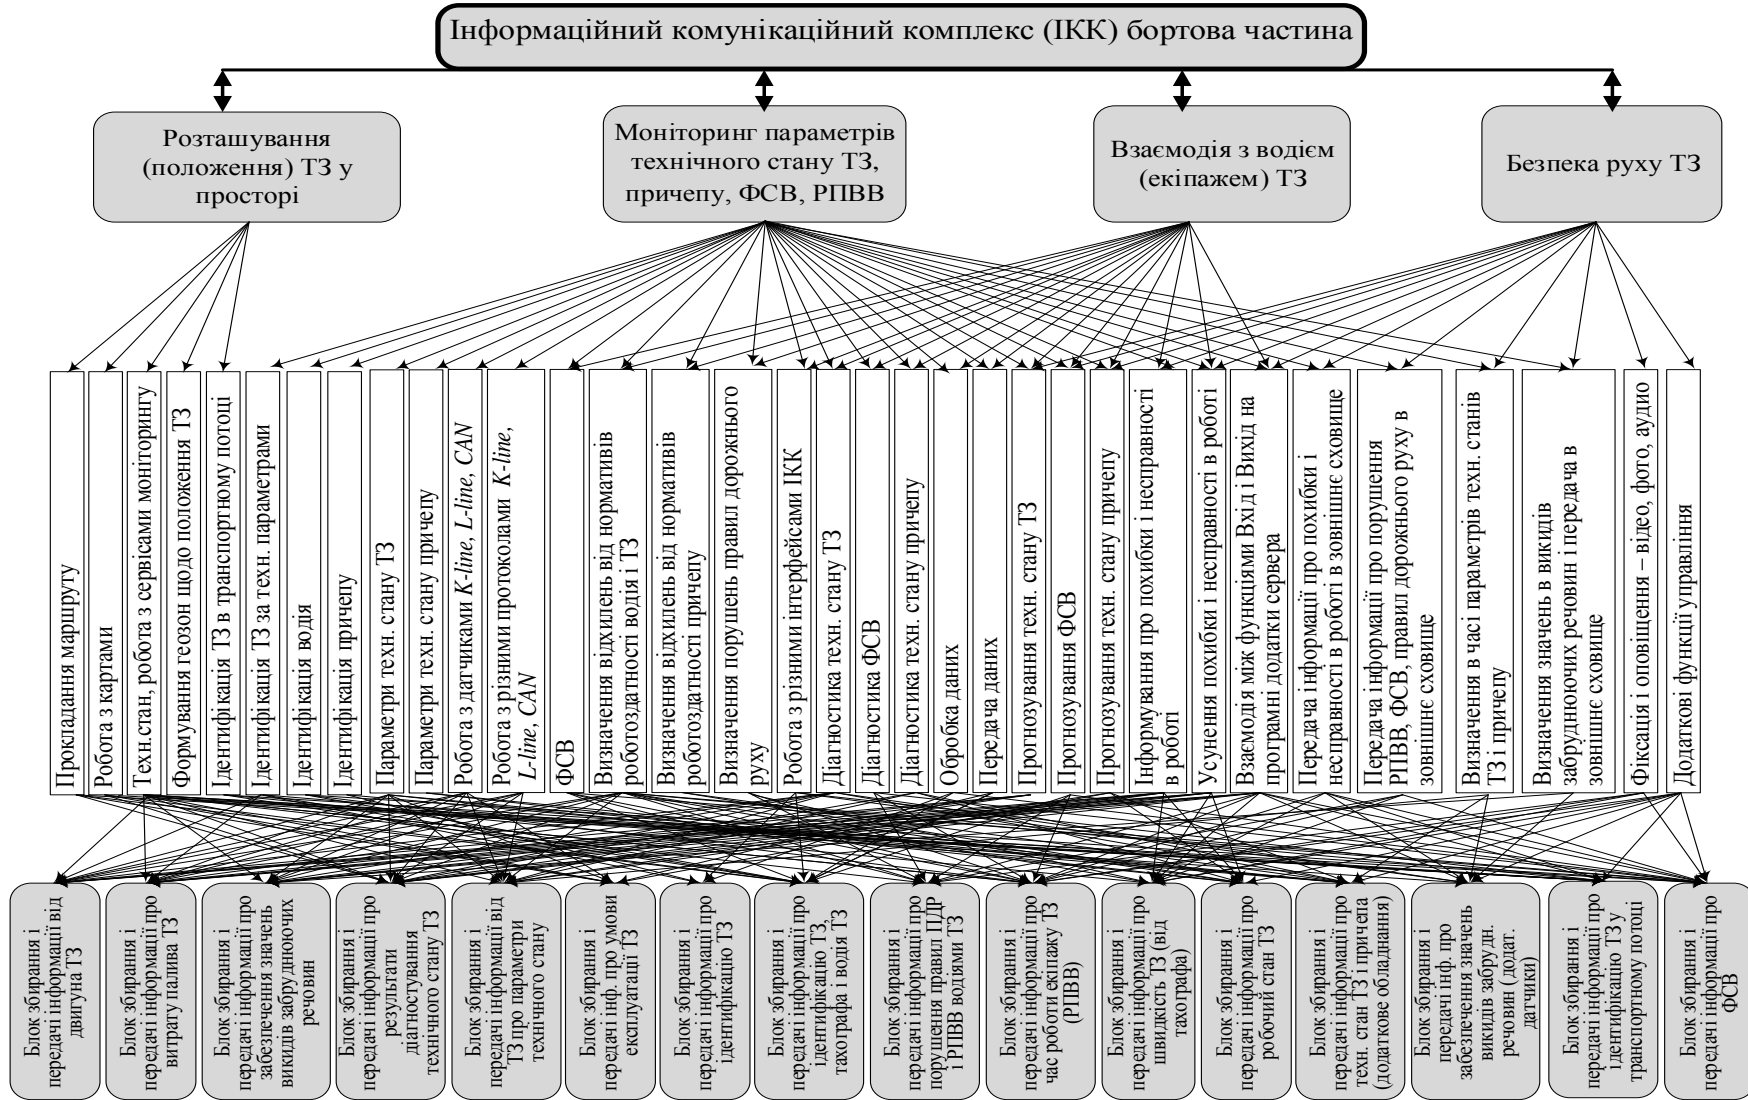 Інформаційний комунікаційний комплекс (ІКК) бортова частина
Розташування
(положення) ТЗ у
просторі
Моніторинг параметрів
технічного стану ТЗ,
причепу, ФСВ, РПВВ
Взаємодія з водієм
(екіпажем) ТЗ
Безпека руху ТЗ
Прокладання маршруту
Робота з картами
Техн.стан, робота з сервісами моніторингу
Формування геозон щодо положення ТЗ
Ідентифікація ТЗ в транспортному потоці
Ідентифікація ТЗ за техн. параметрами
Ідентифікація водія
Ідентифікація причепу
Параметри техн. стану ТЗ
Параметри техн. стану причепу
Робота з датчиками K-line, L-line, CAN
Робота з різними протоколами K-line,
L-line, CAN
ФСВ
Визначення відхилень від нормативів
роботоздатності водія і ТЗ
Визначення відхилень від нормативів
роботоздатності причепу
Визначення порушень правил дорожнього
руху
Робота з різними інтерфейсами ІКК
Діагностика техн. стану ТЗ
Діагностика ФСВ
Діагностика техн. стану причепу
Обробка даних
Передача даних
Прогнозування техн. стану ТЗ
Прогнозування ФСВ
Прогнозування техн. стану причепу
Інформування про похибки і несправності
в роботі
Усунення похибки і несправності в роботі
Взаємодія між функціями Вхід і Вихід на
програмні додатки сервера
Передача інформації про похибки і
несправності в роботі в зовнішнє сховище
Передача інформації про порушення
РПВВ, ФСВ, правил дорожнього руху в
зовнішнє сховище
Визначення в часі параметрів техн. станів
ТЗ і причепу
Визначення значень в викидів
забруднюючих речовин і передача в
зовнішнє сховище
Фіксація і оповіщення – відео, фото, аудио
Додаткові функції управління
Блок збирання і
передачі інформації від
двигуна ТЗ
Блок збирання і
передачі інформації про
витрату палива ТЗ
Блок збирання і
передачі інформації про
забезпечення значень
викидів забруднюючих
речовин
Блок збирання і
передачі інформації про
результати
діагностування
технічного стану ТЗ
Блок збирання і
передачі інформації від
ТЗ про параметри
технічного стану
Блок збирання і
передачі інф. про умови
експлуатації ТЗ
Блок збирання і
передачі інформації про
ідентифікацію ТЗ
Блок збирання і
передачі інформації про
ідентифікацію ТЗ,
тахографа і водія ТЗ
Блок збирання і
передачі інформації про
порушення правил ПДР
і РПВВ водіями ТЗ
Блок збирання і
передачі інформації про
час роботи екіпажу ТЗ
(РПВВ)
Блок збирання і
передачі інформації про
швидкість ТЗ (від
тахографа)
Блок збирання і
передачі інформації про
робочий стан ТЗ
Блок збирання і
передачі інформації про
техн. стан ТЗ і причепа
(додаткове обладнання)
Блок збирання і
передачі інф. про
забезпечення значень
викидів забрудн.
речовин (додат.
датчики)
Блок збирання і
передачі інформації про
ідентифікацію ТЗ у
транспортному потоці
Блок збирання і
передачі інформації про
ФСВ